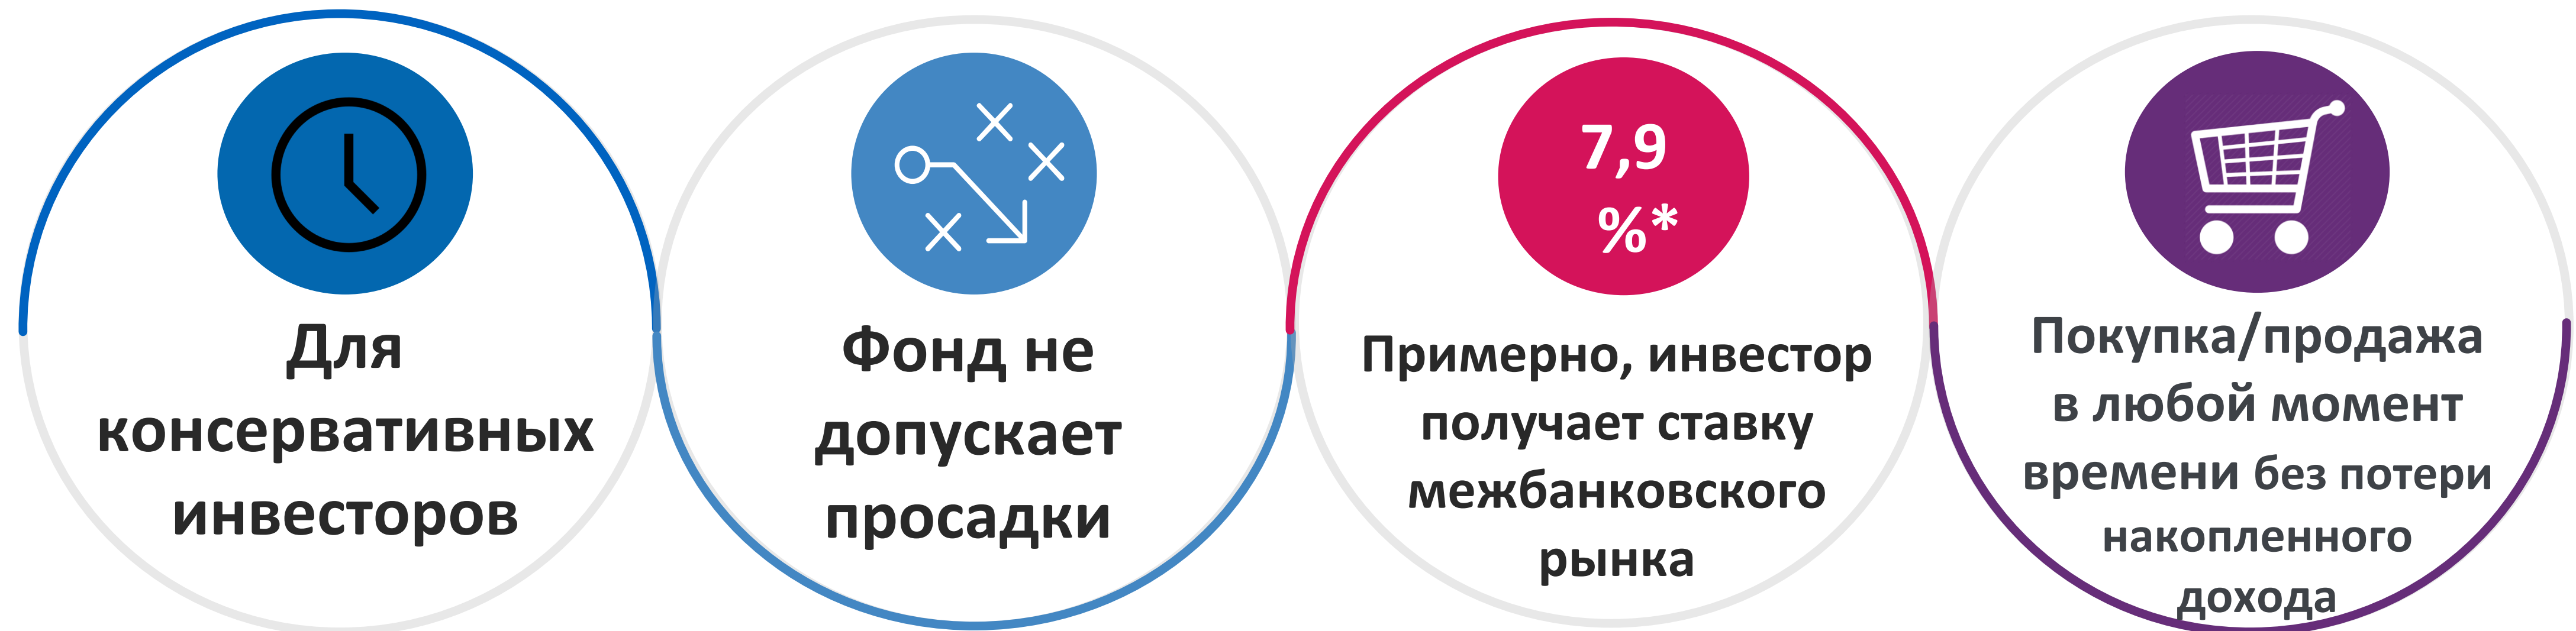 Для
консервативных
инвесторов
Фонд не
допускает
просадки
7,9
%*
Примерно, инвестор
получает ставку
межбанковского
рынка
Покупка/продажа
в любой момент
времени без потери
накопленного
дохода